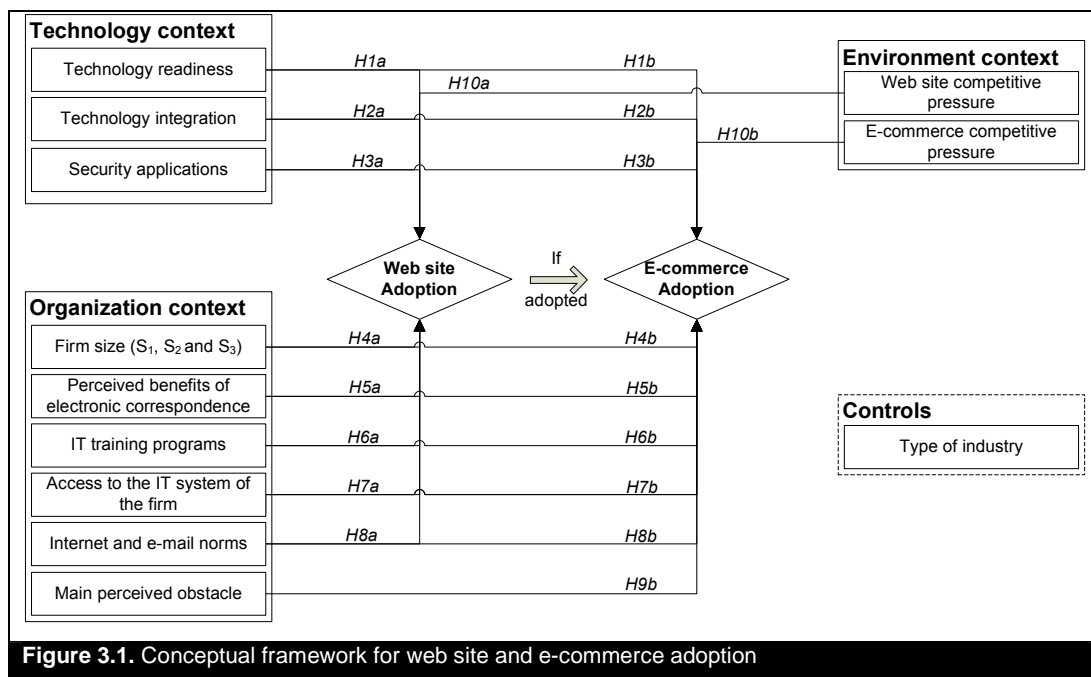 Technology context
Technology readiness
Technology integration
Security applications
H1a
H1b
H10a
H2a
H2b
H10b
H3a
H3b
Environment context
Web site competitive
pressure
E-commerce competitive
pressure
Web site
Adoption
If
adopted
E-commerce
Adoption
Organization context
Firm size (S₁, S₂ and S₃)
Perceived benefits of
electronic correspondence
IT training programs
Access to the IT system of
the firm
Internet and e-mail norms
Main perceived obstacle
H4a
H4b
H5a
H5b
H6a
H6b
H7a
H7b
H8a
H8b
H9b
Controls
Type of industry
Figure 3.1. Conceptual framework for web site and e-commerce adoption